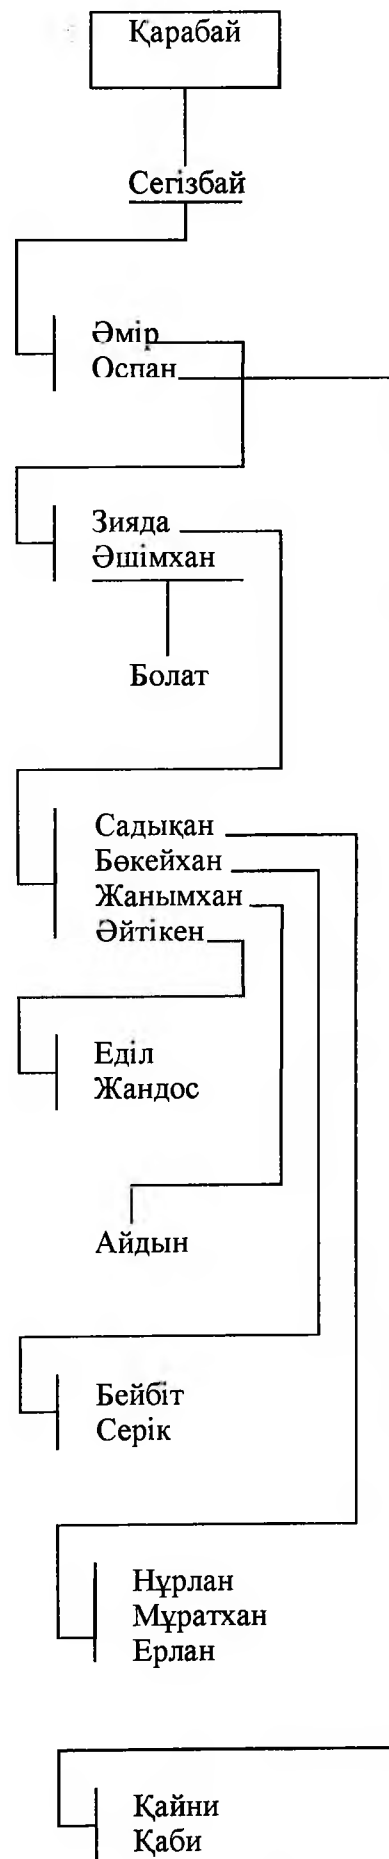 Қарабай
Сегізбай
Әмір
Оспан
Зияда
Әшімхан
Болат
Садықан
Бөкейхан
Жанымхан
Әйтікен
Еділ
Жандос
Айдын
Бейбіт
Серік
Нұрлан
Мұратхан
Ерлан
Қайни
Қаби